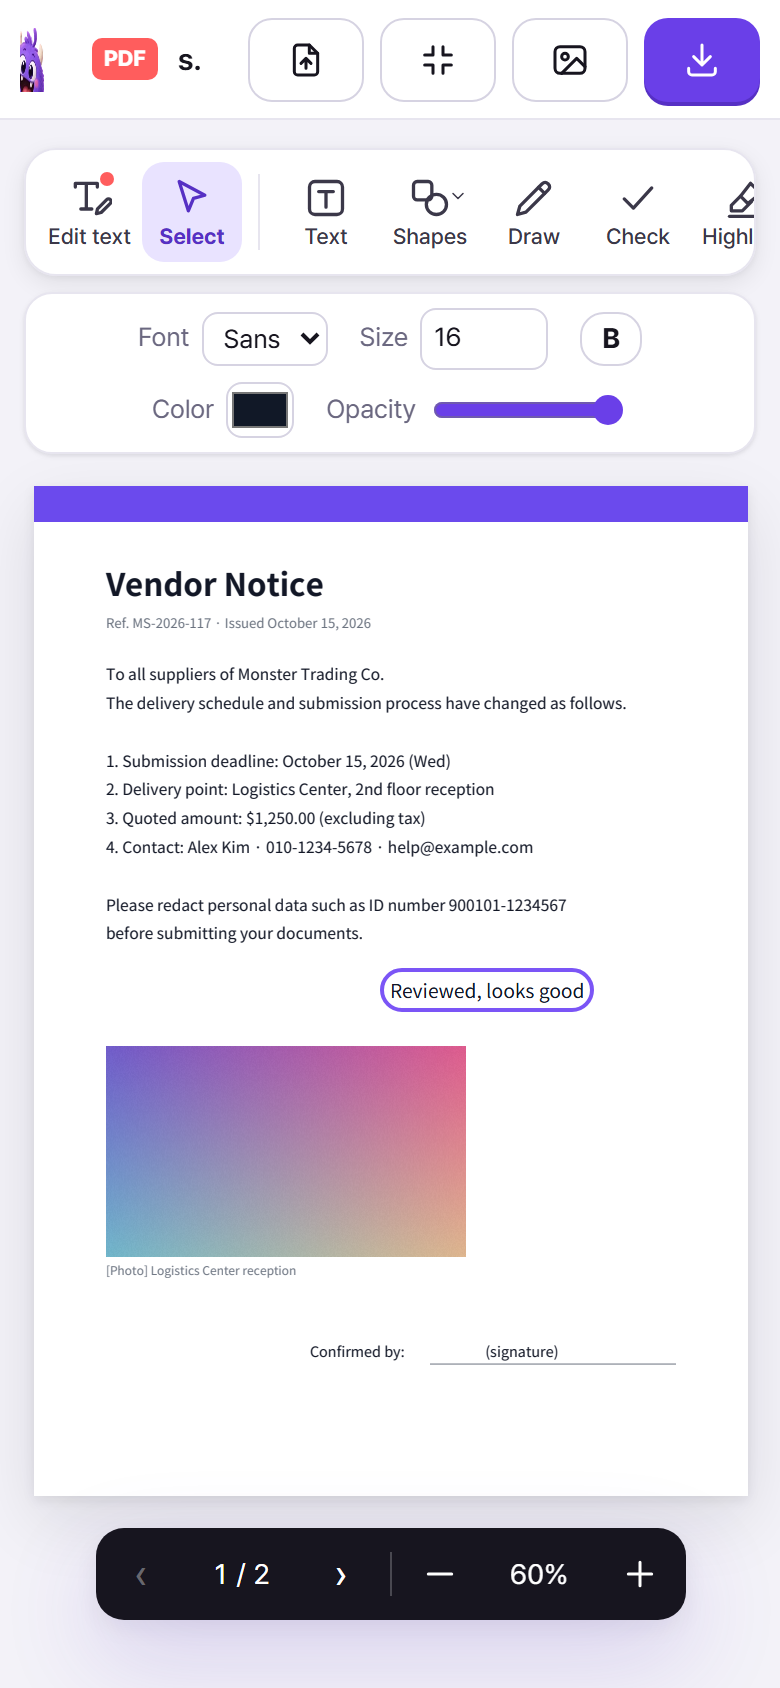 PDF s.
Edit text Select Text Shapes Draw Check Highl
Font Sans Size 16 B
Color Opacity
Vendor Notice
Ref. MS-2026-117 · Issued October 15, 2026
To all suppliers of Monster Trading Co.
The delivery schedule and submission process have changed as follows.
1. Submission deadline: October 15, 2026 (Wed)
2. Delivery point: Logistics Center, 2nd floor reception
3. Quoted amount: $1,250.00 (excluding tax)
4. Contact: Alex Kim · 010-1234-5678 · help@example.com
Please redact personal data such as ID number 900101-1234567
before submitting your documents.
Reviewed, looks good
[Photo] Logistics Center reception
Confirmed by: (signature)
‹ 1 / 2 › − 60% +